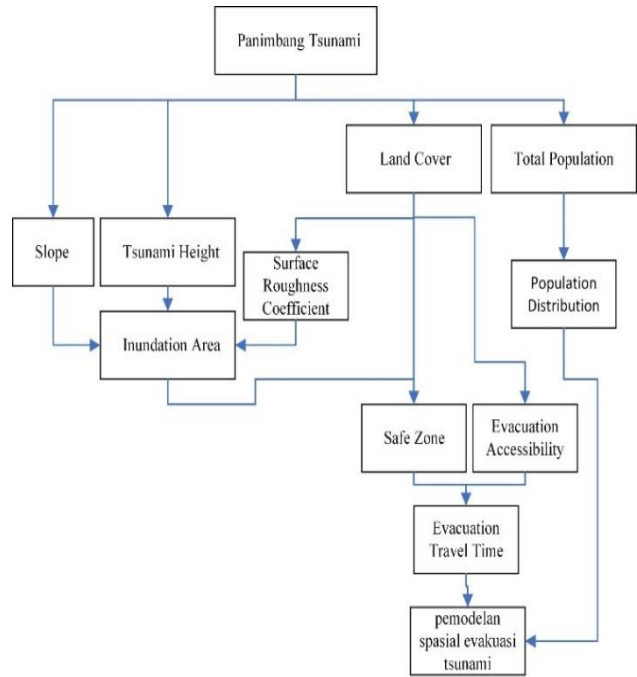 Panimbang Tsunami
Land Cover
Total Population
Slope
Tsunami Height
Surface
Roughness
Coefficient
Population
Distribution
Inundation Area
Safe Zone
Evacuation
Accessibility
Evacuation
Travel Time
pemodelan
spasial evakuasi
tsunami